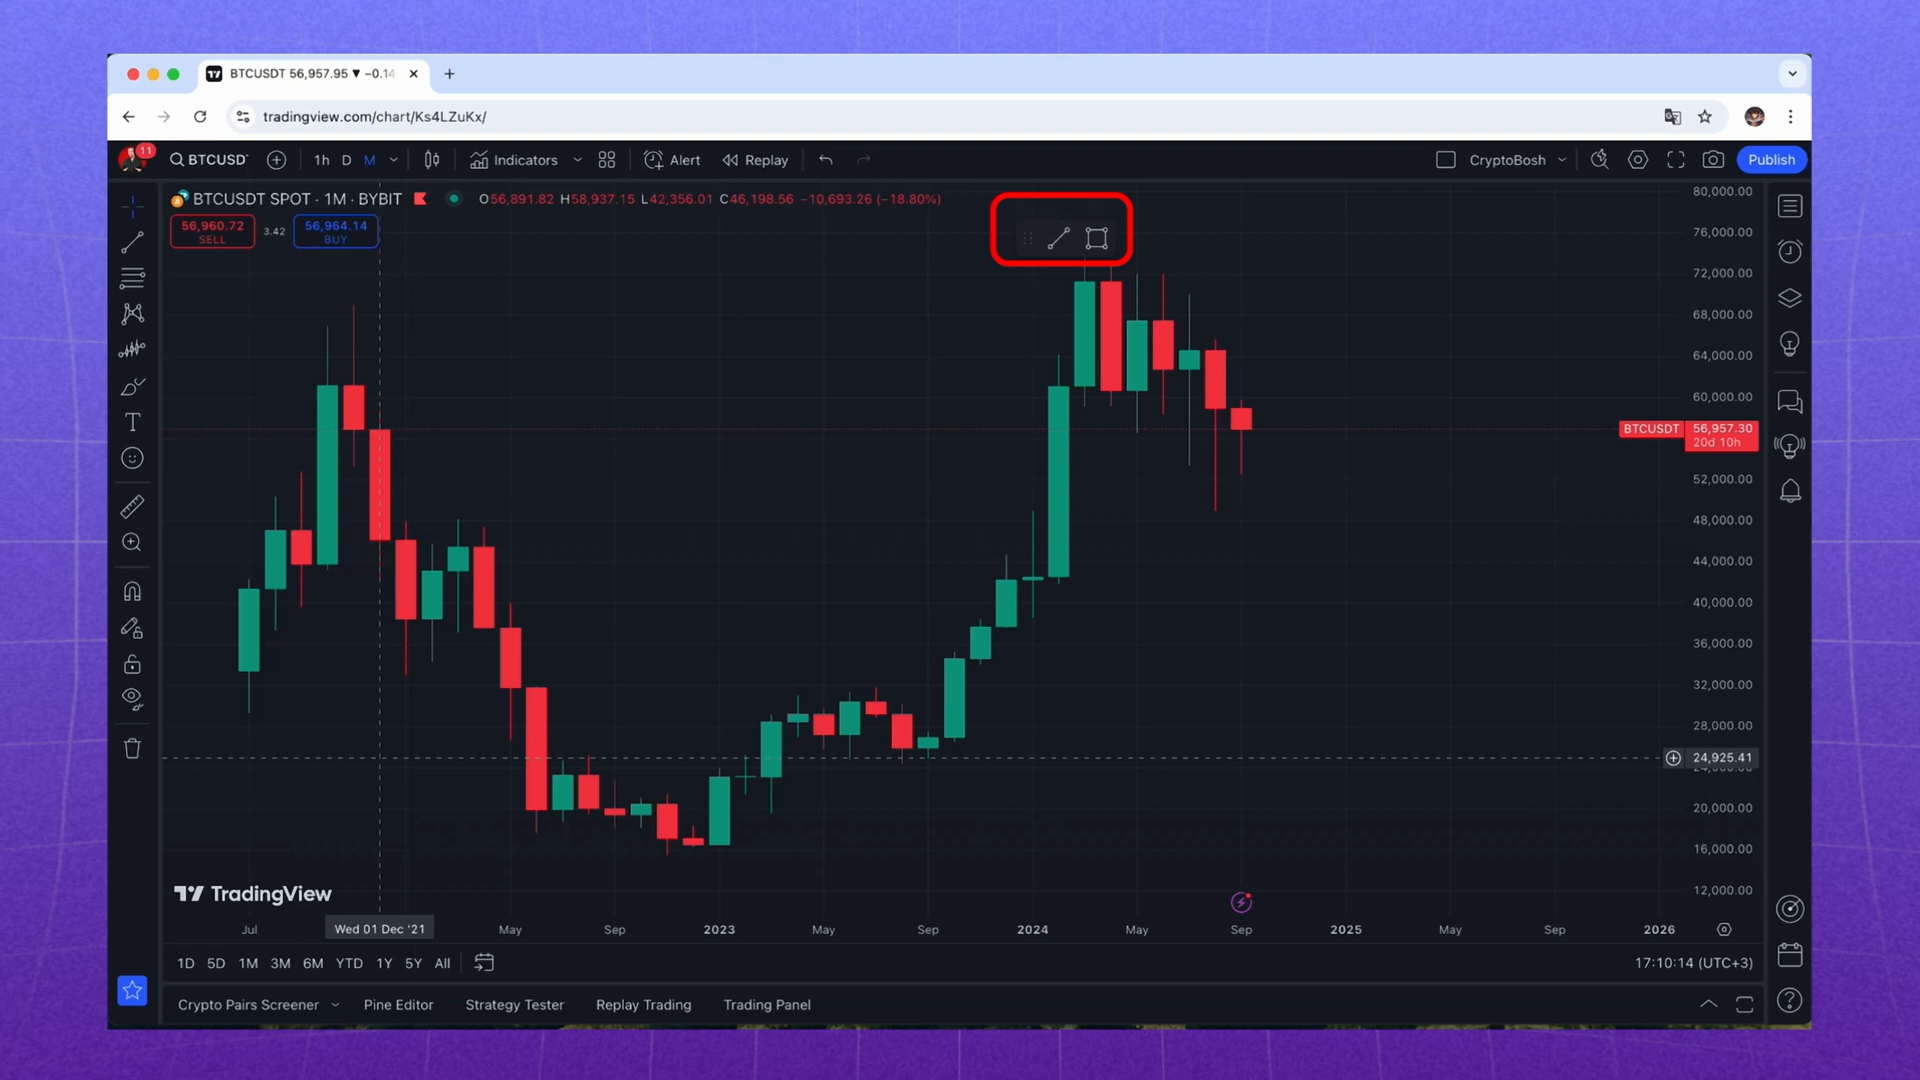 BTCUSDT 56,957.95 ▼ −0.14
tradingview.com/chart/Ks4LZuKx/
11
BTCUSDT
1h D M
Indicators
Alert
Replay
CryptoBosh
Publish
BTCUSDT SPOT · 1M · BYBIT
O56,891.82 H58,937.15 L42,356.01 C46,198.56 −10,693.26 (−18.80%)
56,960.72
SELL
3.42
56,964.14
BUY
80,000.00
76,000.00
72,000.00
68,000.00
64,000.00
60,000.00
BTCUSDT 56,957.30
20d 10h
52,000.00
48,000.00
44,000.00
40,000.00
36,000.00
32,000.00
28,000.00
24,925.41
24,000.00
20,000.00
16,000.00
12,000.00
TradingView
Jul Wed 01 Dec '21 May Sep 2023 May Sep 2024 May Sep 2025 May Sep 2026
1D 5D 1M 3M 6M YTD 1Y 5Y All
17:10:14 (UTC+3)
Crypto Pairs Screener Pine Editor Strategy Tester Replay Trading Trading Panel